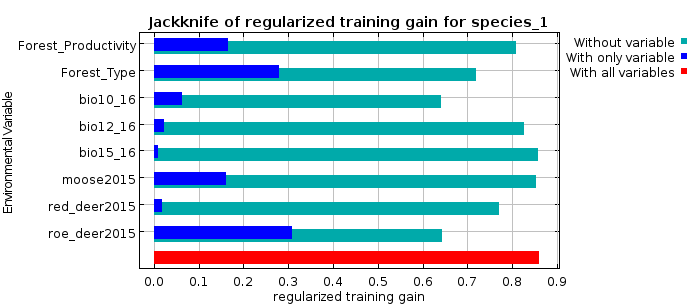 Jackknife of regularized training gain for species_1
Environmental Variable
Forest_Productivity
Forest_Type
bio10_16
bio12_16
bio15_16
moose2015
red_deer2015
roe_deer2015
0.0 0.1 0.2 0.3 0.4 0.5 0.6 0.7 0.8 0.9
regularized training gain
Without variable
With only variable
With all variables